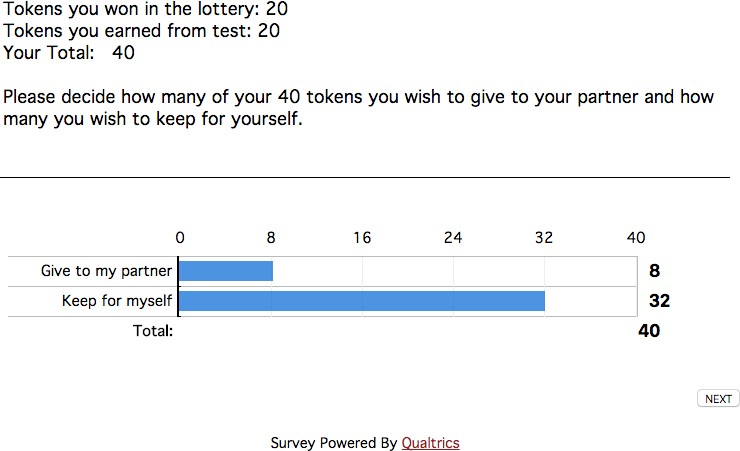 Tokens you won in the lottery: 20
Tokens you earned from test: 20
Your Total: 40
Please decide how many of your 40 tokens you wish to give to your partner and how
many you wish to keep for yourself.
0 8 16 24 32 40
Give to my partner 8
Keep for myself 32
Total: 40
NEXT
Survey Powered By Qualtrics